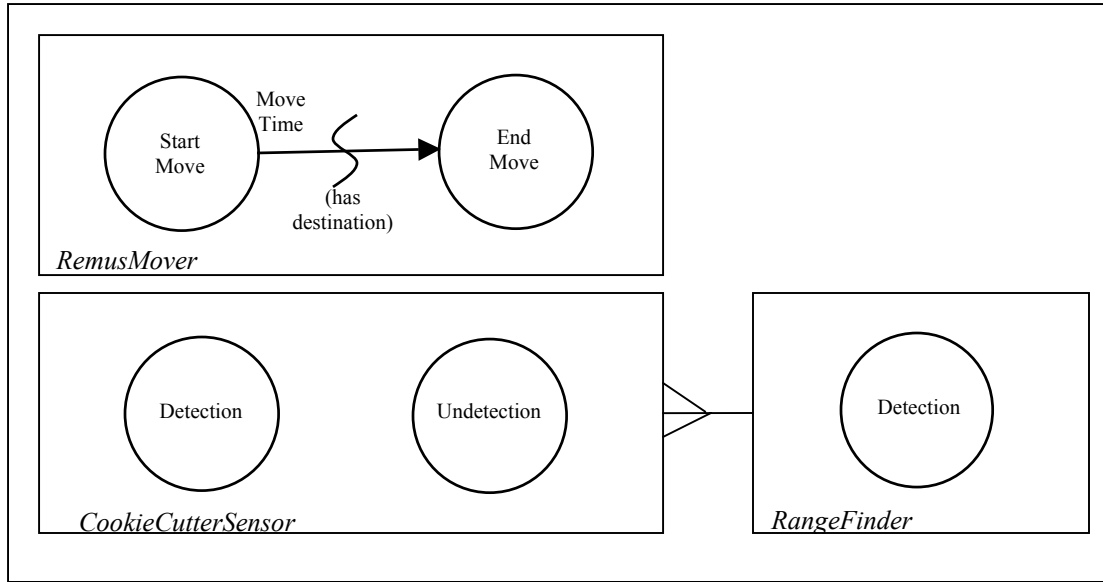 Move
Time
Start
Move
End
Move
(has
destination)
RemusMover
Detection
Undetection
Detection
CookieCutterSensor
RangeFinder